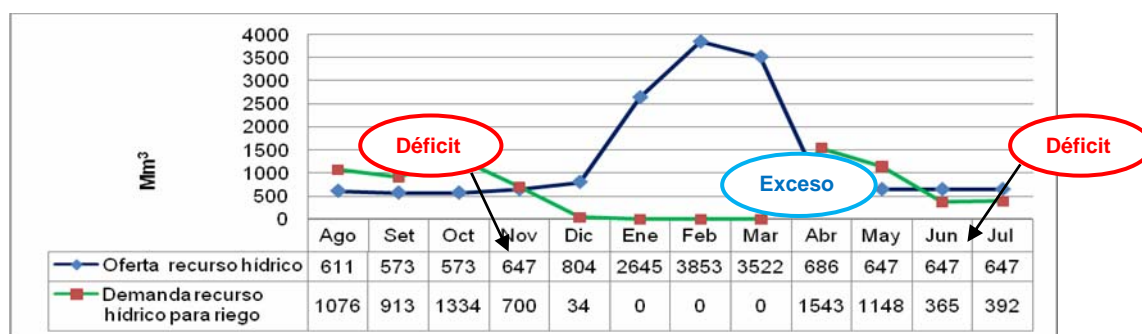 4000
3500
3000
2500
2000
1500
1000
500
0
Mm³
Déficit
Exceso
Déficit
Ago Set Oct Nov Dic Ene Feb Mar Abr May Jun Jul
Oferta recurso hídrico 611 573 573 647 804 2645 3853 3522 686 647 647 647
Demanda recurso
hídrico para riego 1076 913 1334 700 34 0 0 0 1543 1148 365 392